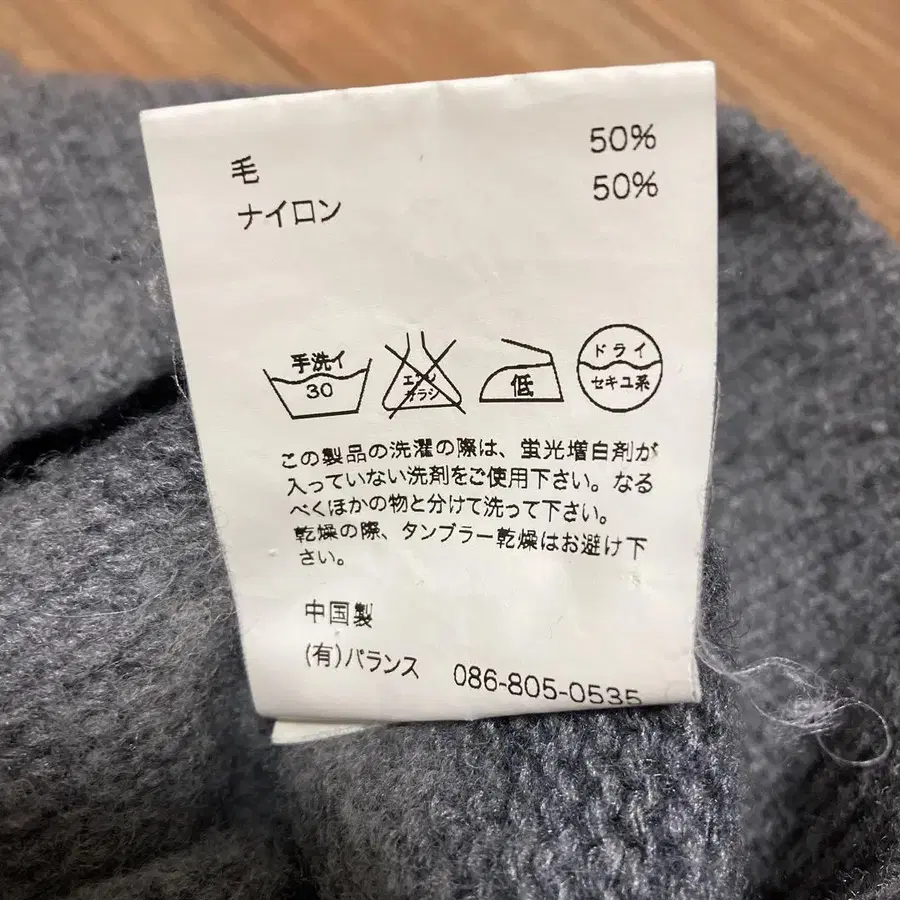 毛 50%
ナイロン 50%
手洗イ
30
エンソ
サラシ
低
ドライ
セキユ系
この製品の洗濯の際は、蛍光増白剤が
入っていない洗剤をご使用下さい。なる
べくほかの物と分けて洗って下さい。
乾燥の際、タンブラー乾燥はお避け下
さい。
中国製
(有)バランス 086-805-0535